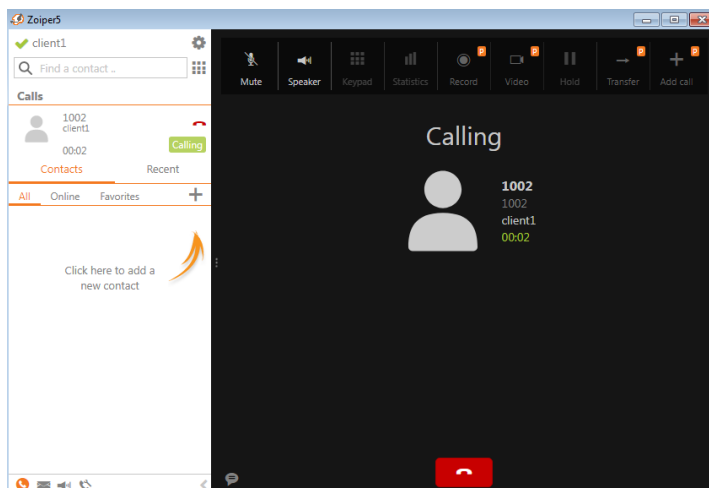 Zoiper5
client1
Find a contact ..
Calls
1002
client1
00:02
Calling
Contacts Recent
All Online Favorites
Click here to add a
new contact
Mute Speaker Keypad Statistics Record Video Hold Transfer Add call
p p p p
Calling
1002
1002
client1
00:02